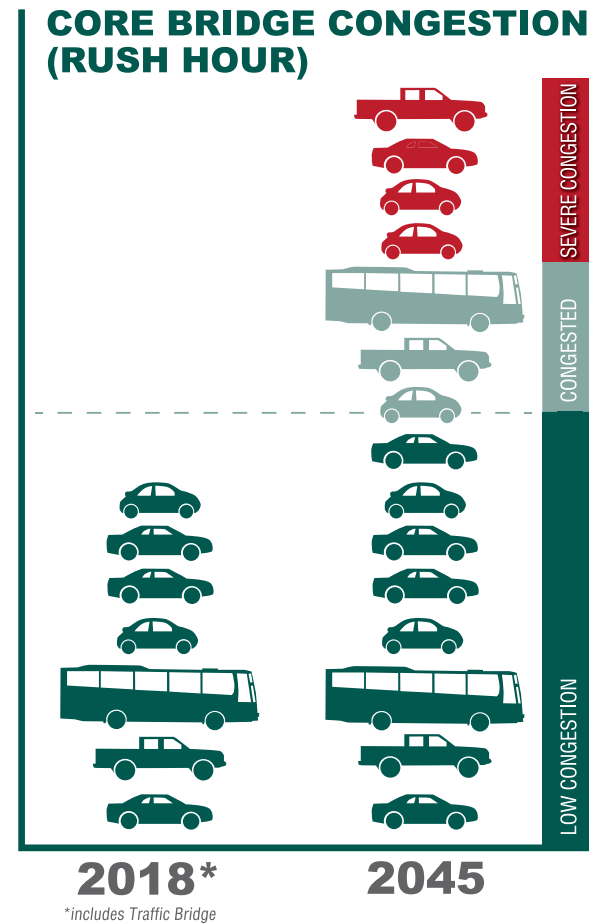 CORE BRIDGE CONGESTION
(RUSH HOUR)
SEVERE CONGESTION
CONGESTED
LOW CONGESTION
2018*
2045
*includes Traffic Bridge